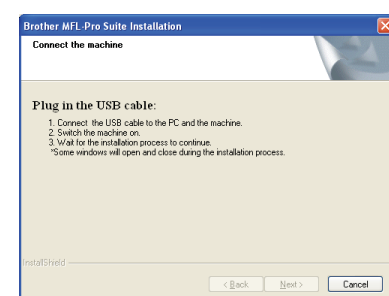 Brother MFL-Pro Suite Installation
Connect the machine
Plug in the USB cable:
1. Connect the USB cable to the PC and the machine.
2. Switch the machine on.
3. Wait for the installation process to continue.
*Some windows will open and close during the installation process.
InstallShield
< Back
Next >
Cancel